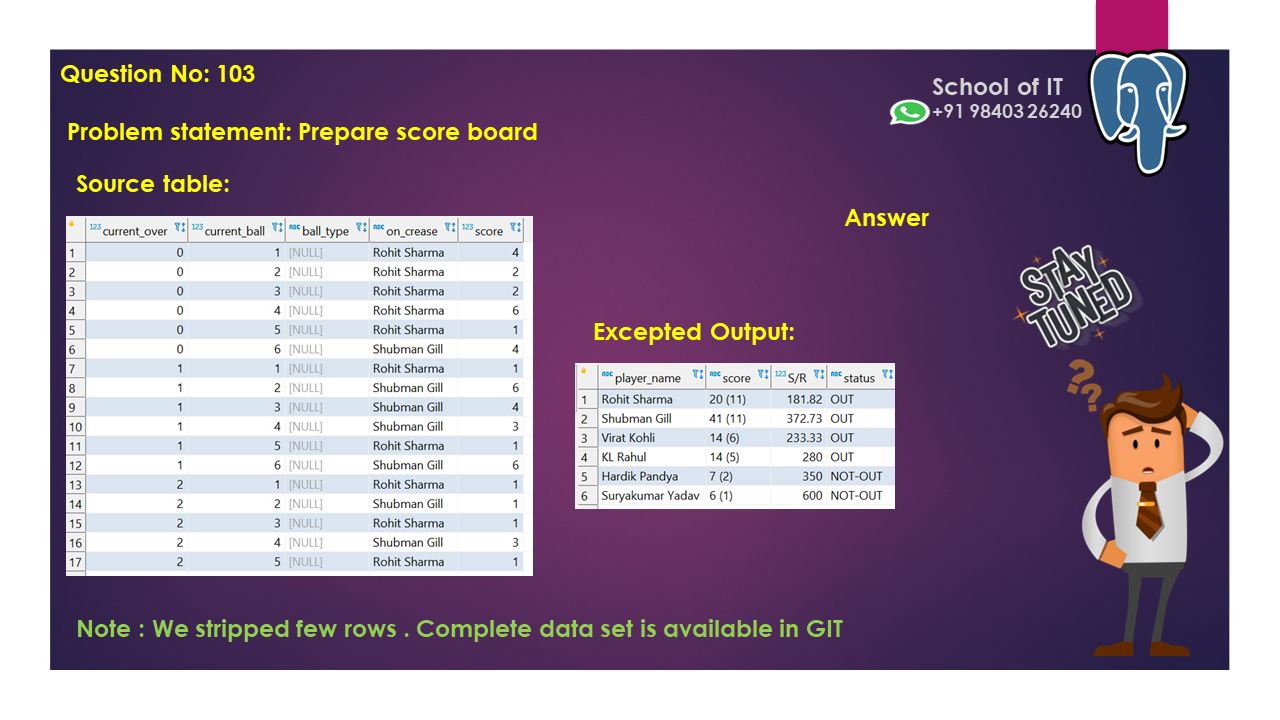 Question No: 103
School of IT
+91 98403 26240
Problem statement: Prepare score board
Source table:
Answer
123 current_over 123 current_ball ABC ball_type ABC on_crease 123 score
1 0 1 [NULL] Rohit Sharma 4
2 0 2 [NULL] Rohit Sharma 2
3 0 3 [NULL] Rohit Sharma 2
4 0 4 [NULL] Rohit Sharma 6
5 0 5 [NULL] Rohit Sharma 1
6 0 6 [NULL] Shubman Gill 4
7 1 1 [NULL] Rohit Sharma 1
8 1 2 [NULL] Shubman Gill 6
9 1 3 [NULL] Shubman Gill 4
10 1 4 [NULL] Shubman Gill 3
11 1 5 [NULL] Rohit Sharma 1
12 1 6 [NULL] Shubman Gill 6
13 2 1 [NULL] Rohit Sharma 1
14 2 2 [NULL] Shubman Gill 1
15 2 3 [NULL] Rohit Sharma 1
16 2 4 [NULL] Shubman Gill 3
17 2 5 [NULL] Rohit Sharma 1
STAY
TUNED
Excepted Output:
ABC player_name ABC score 123 S/R ABC status
1 Rohit Sharma 20 (11) 181.82 OUT
2 Shubman Gill 41 (11) 372.73 OUT
3 Virat Kohli 14 (6) 233.33 OUT
4 KL Rahul 14 (5) 280 OUT
5 Hardik Pandya 7 (2) 350 NOT-OUT
6 Suryakumar Yadav 6 (1) 600 NOT-OUT
???
Note : We stripped few rows . Complete data set is available in GIT